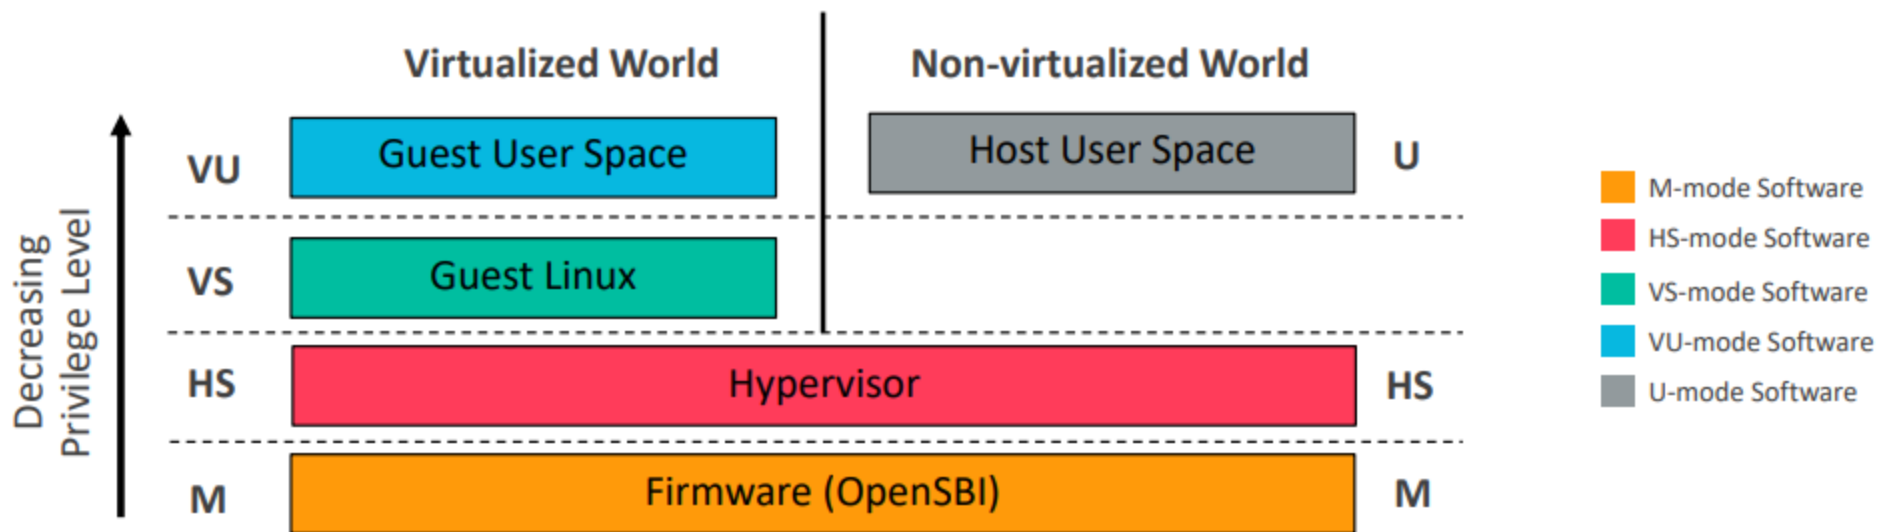 Virtualized World
Non-virtualized World
Decreasing
Privilege Level
VU
Guest User Space
Host User Space
U
VS
Guest Linux
HS
Hypervisor
HS
M
Firmware (OpenSBI)
M
M-mode Software
HS-mode Software
VS-mode Software
VU-mode Software
U-mode Software